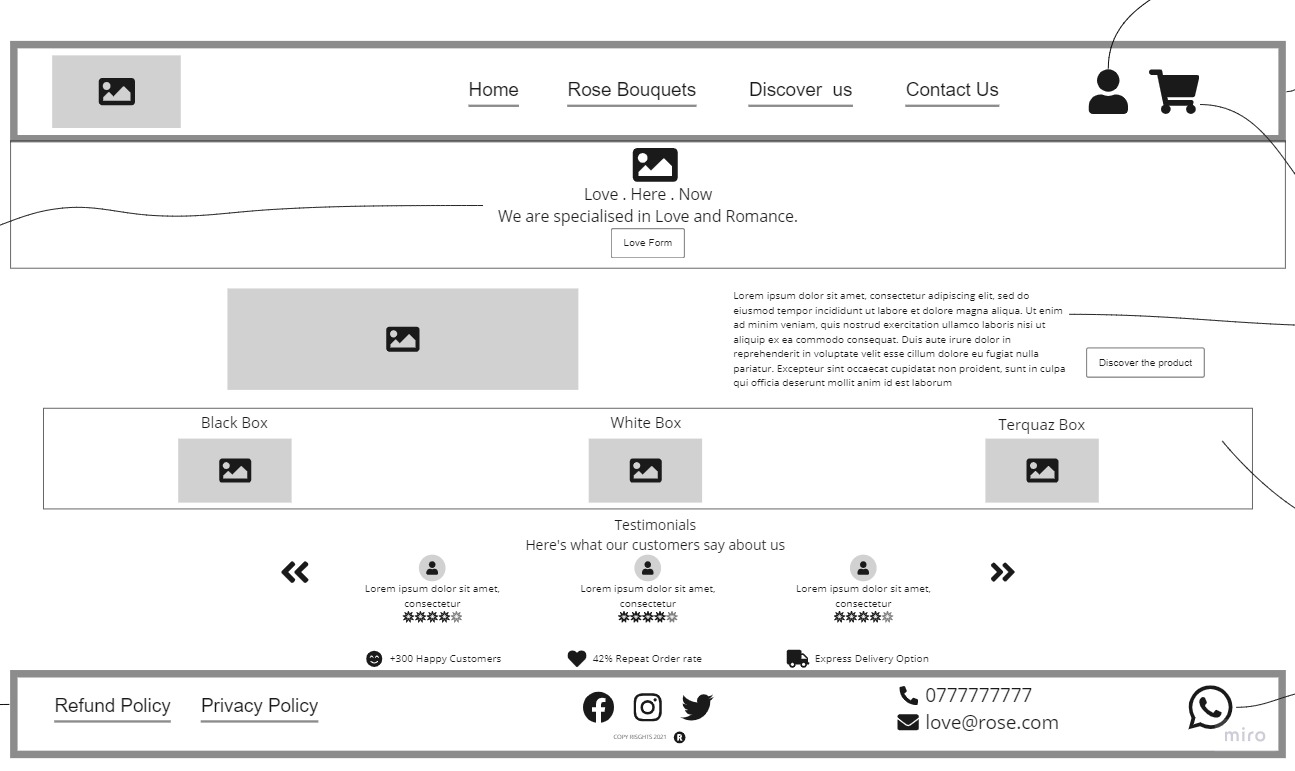 Home Rose Bouquets Discover us Contact Us
Love . Here . Now
We are specialised in Love and Romance.
Love Form
Lorem ipsum dolor sit amet, consectetur adipiscing elit, sed do
eiusmod tempor incididunt ut labore et dolore magna aliqua. Ut enim
ad minim veniam, quis nostrud exercitation ullamco laboris nisi ut
aliquip ex ea commodo consequat. Duis aute irure dolor in
reprehenderit in voluptate velit esse cillum dolore eu fugiat nulla
pariatur. Excepteur sint occaecat cupidatat non proident, sunt in culpa
qui officia deserunt mollit anim id est laborum
Discover the product
Black Box White Box Terquaz Box
Testimonials
Here's what our customers say about us
Lorem ipsum dolor sit amet,
consectetur
Lorem ipsum dolor sit amet,
consectetur
Lorem ipsum dolor sit amet,
consectetur
+300 Happy Customers 42% Repeat Order rate Express Delivery Option
Refund Policy Privacy Policy
COPY RISGHTS 2021 R
0777777777
love@rose.com
miro